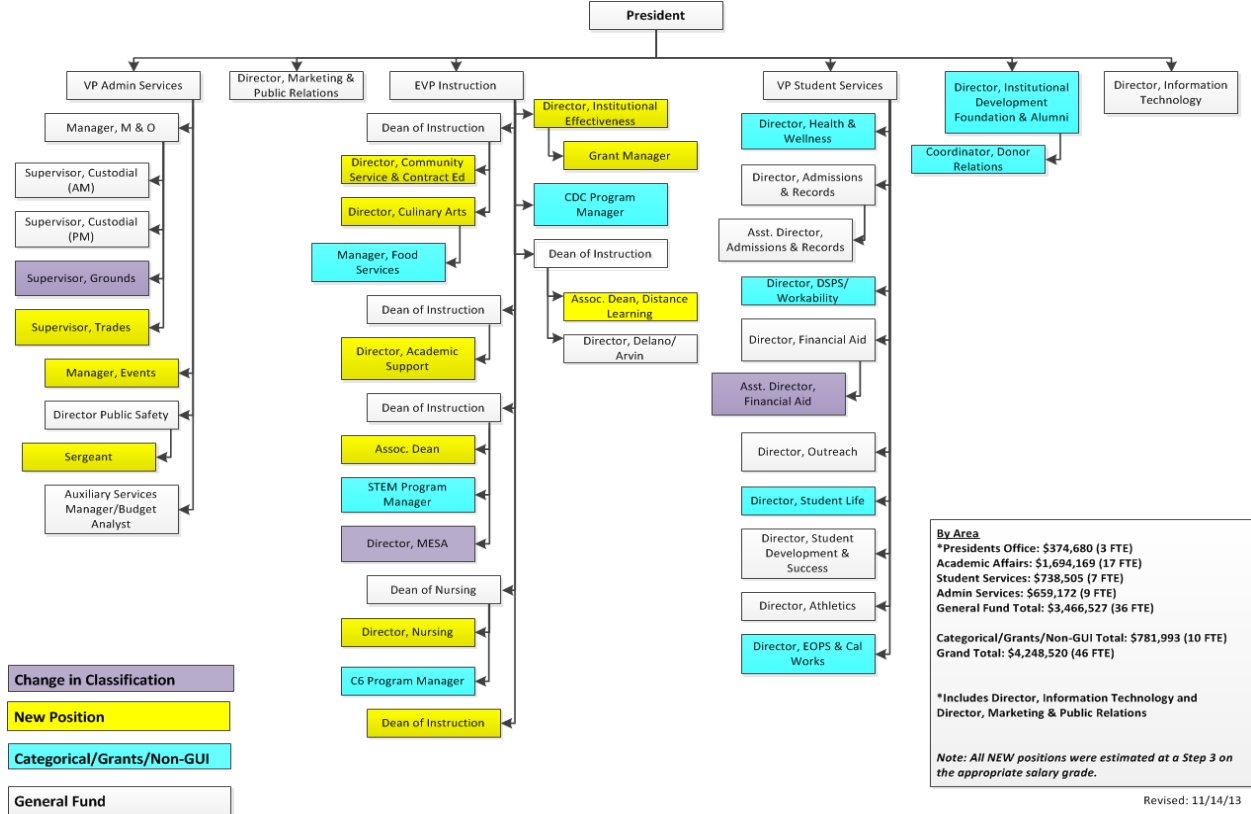 President
VP Admin Services
Director, Marketing &
Public Relations
EVP Instruction
VP Student Services
Director, Institutional
Development
Foundation & Alumni
Director, Information
Technology
Manager, M & O
Supervisor, Custodial
(AM)
Supervisor, Custodial
(PM)
Supervisor, Grounds
Supervisor, Trades
Manager, Events
Director Public Safety
Sergeant
Auxiliary Services
Manager/Budget
Analyst
Dean of Instruction
Director, Community
Service & Contract Ed
Director, Culinary Arts
Manager, Food
Services
Dean of Instruction
Director, Academic
Support
Dean of Instruction
Assoc. Dean
STEM Program
Manager
Director, MESA
Dean of Nursing
Director, Nursing
C6 Program Manager
Dean of Instruction
Director, Institutional
Effectiveness
Grant Manager
CDC Program
Manager
Dean of Instruction
Assoc. Dean, Distance
Learning
Director, Delano/
Arvin
Director, Health &
Wellness
Director, Admissions
& Records
Asst. Director,
Admissions & Records
Director, DSPS/
Workability
Director, Financial Aid
Asst. Director,
Financial Aid
Director, Outreach
Director, Student Life
Director, Student
Development &
Success
Director, Athletics
Director, EOPS & Cal
Works
Coordinator, Donor
Relations
Change in Classification
New Position
Categorical/Grants/Non-GUI
General Fund
By Area
*Presidents Office: $374,680 (3 FTE)
Academic Affairs: $1,694,169 (17 FTE)
Student Services: $738,505 (7 FTE)
Admin Services: $659,172 (9 FTE)
General Fund Total: $3,466,527 (36 FTE)
Categorical/Grants/Non-GUI Total: $781,993 (10 FTE)
Grand Total: $4,248,520 (46 FTE)
*Includes Director, Information Technology and
Director, Marketing & Public Relations
Note: All NEW positions were estimated at a Step 3 on
the appropriate salary grade.
Revised: 11/14/13